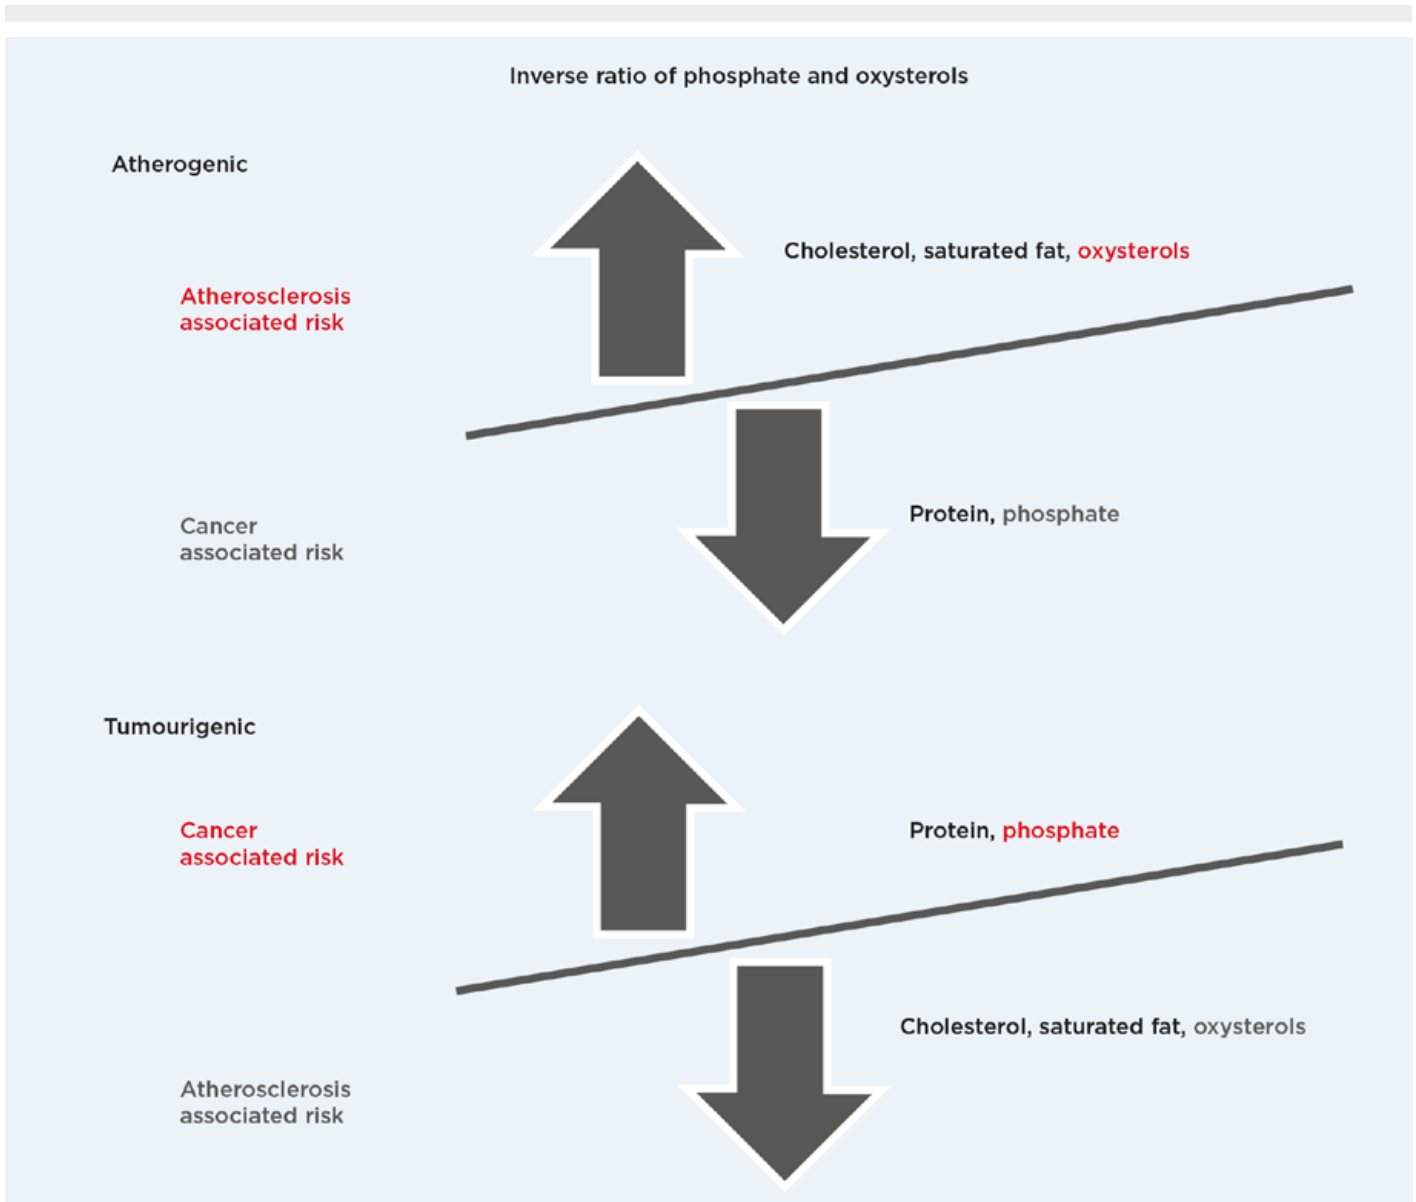 Inverse ratio of phosphate and oxysterols
Atherogenic
Cholesterol, saturated fat, oxysterols
Atherosclerosis
associated risk
Protein, phosphate
Cancer
associated risk
Tumourigenic
Cancer
associated risk
Protein, phosphate
Cholesterol, saturated fat, oxysterols
Atherosclerosis
associated risk